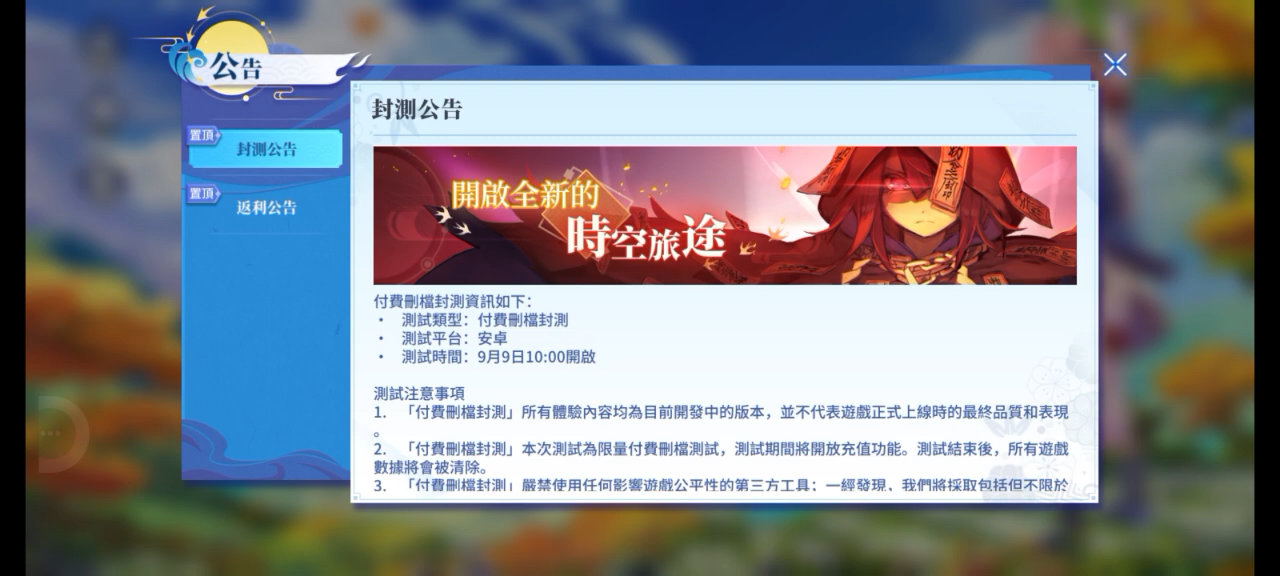 公告
置頂
封測公告
置頂
返利公告
封測公告
開啟全新的
時空旅途
付費刪檔封測資訊如下：
• 測試類型：付費刪檔封測
• 測試平台：安卓
• 測試時間：9月9日10:00開啟
測試注意事項
1. 「付費刪檔封測」所有體驗內容均為目前開發中的版本，並不代表遊戲正式上線時的最終品質和表現
。
2. 「付費刪檔封測」本次測試為限量付費刪檔測試，測試期間將開放充值功能。測試結束後，所有遊戲
數據將會被清除。
3. 「付費刪檔封測」嚴禁使用任何影響遊戲公平性的第三方工具；一經發現，我們將採取包括但不限於